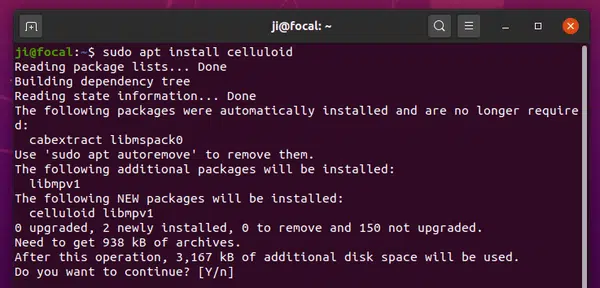 ji@focal: ~
ji@focal:~$ sudo apt install celluloid
Reading package lists... Done
Building dependency tree
Reading state information... Done
The following packages were automatically installed and are no longer require
d:
  cabextract libmspack0
Use 'sudo apt autoremove' to remove them.
The following additional packages will be installed:
  libmpv1
The following NEW packages will be installed:
  celluloid libmpv1
0 upgraded, 2 newly installed, 0 to remove and 150 not upgraded.
Need to get 938 kB of archives.
After this operation, 3,167 kB of additional disk space will be used.
Do you want to continue? [Y/n]